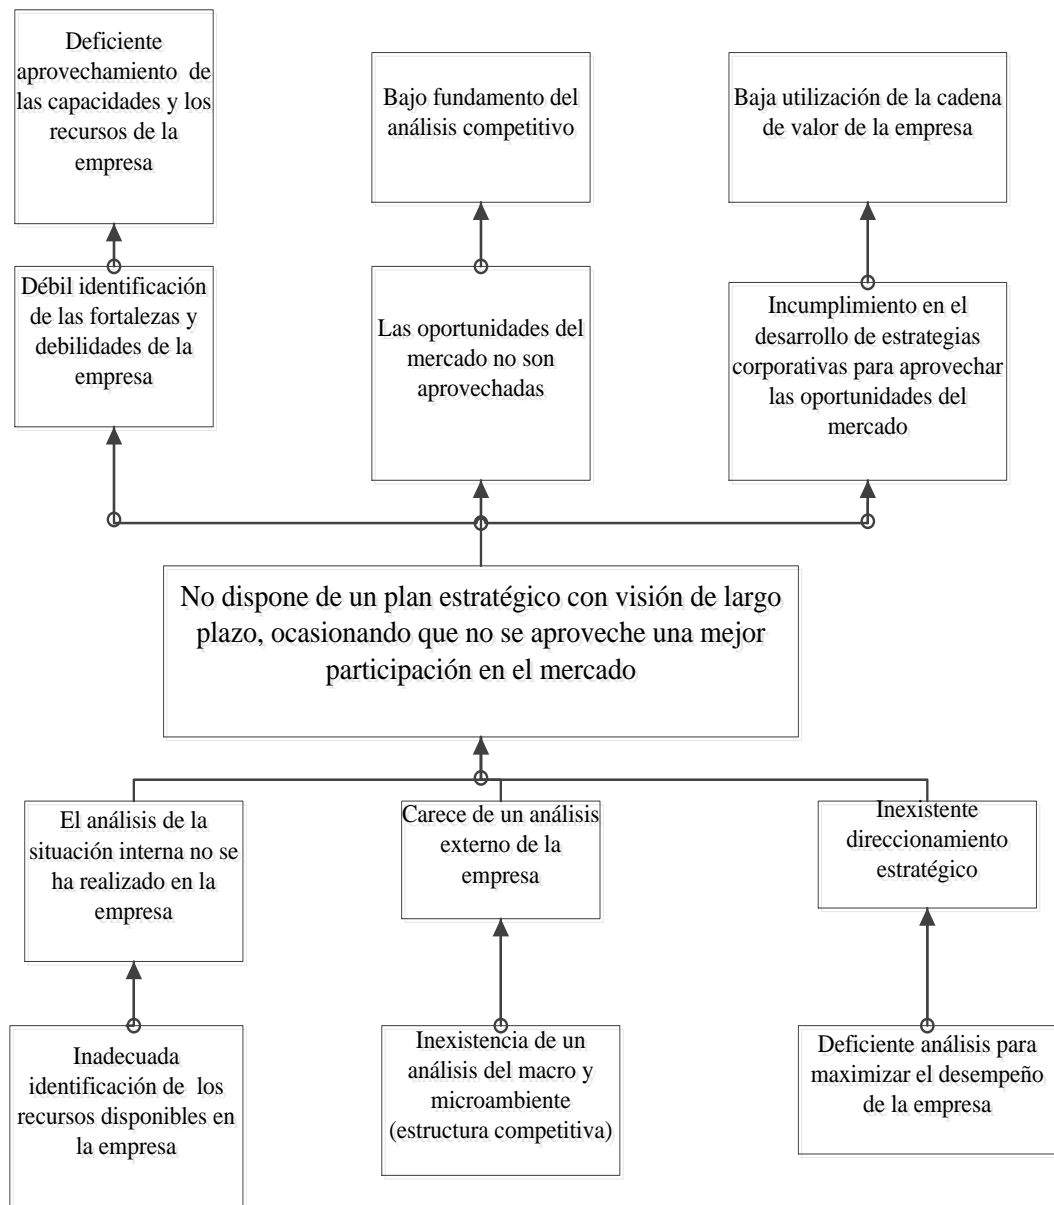 Deficiente
aprovechamiento de
las capacidades y los
recursos de la
empresa
Bajo fundamento del
análisis competitivo
Baja utilización de la cadena
de valor de la empresa
Débil identificación
de las fortalezas y
debilidades de la
empresa
Las oportunidades del
mercado no son
aprovechadas
Incumplimiento en el
desarrollo de estrategias
corporativas para aprovechar
las oportunidades del
mercado
No dispone de un plan estratégico con visión de largo
plazo, ocasionando que no se aproveche una mejor
participación en el mercado
El análisis de la
situación interna no se
ha realizado en la
empresa
Carece de un análisis
externo de la
empresa
Inexistente
direccionamiento
estratégico
Inadecuada
identificación de los
recursos disponibles en
la empresa
Inexistencia de un
análisis del macro y
microambiente
(estructura competitiva)
Deficiente análisis para
maximizar el desempeño
de la empresa